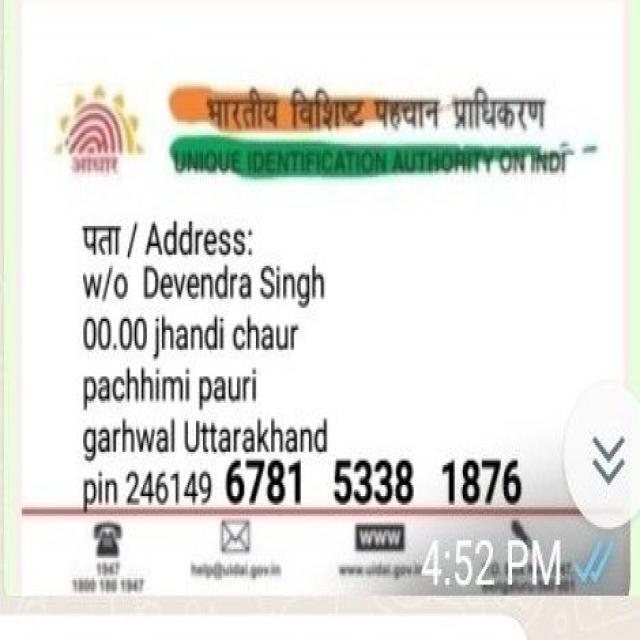 भारतीय विशिष्ट पहचान प्राधिकरण
आधार
UNIQUE IDENTIFICATION AUTHORITY ON INDI
पता / Address:
w/o Devendra Singh
00.00 jhandi chaur
pachhimi pauri
garhwal Uttarakhand
pin 246149 6781 5338 1876
WWW
1947
1800 180 1947
help@uidai.gov.in
www.uidai.gov.in
4:52 PM